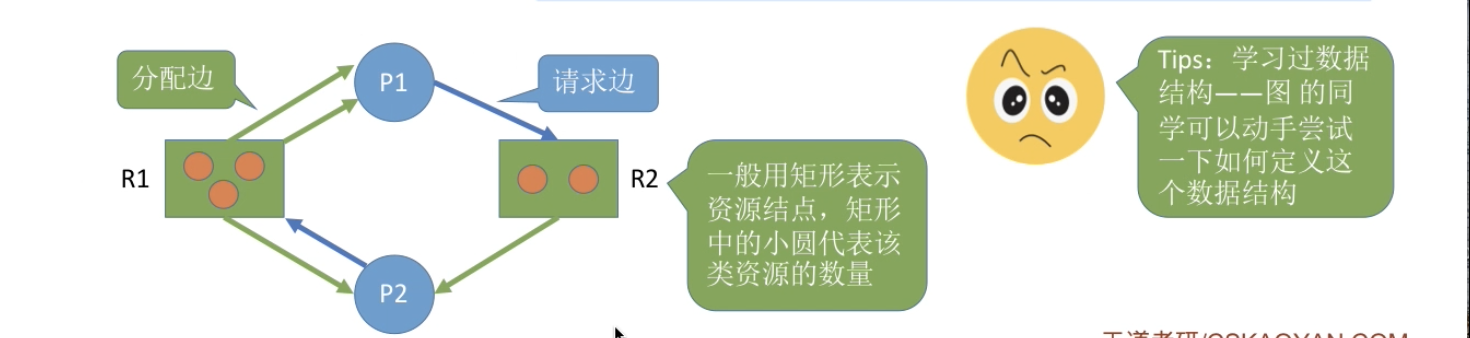 分配边
P1
请求边
R1
R2
P2
一般用矩形表示
资源结点，矩形
中的小圆代表该
类资源的数量
Tips：学习过数据
结构——图 的同
学可以动手尝试
一下如何定义这
个数据结构
王道考研/CSKAOYAN.COM